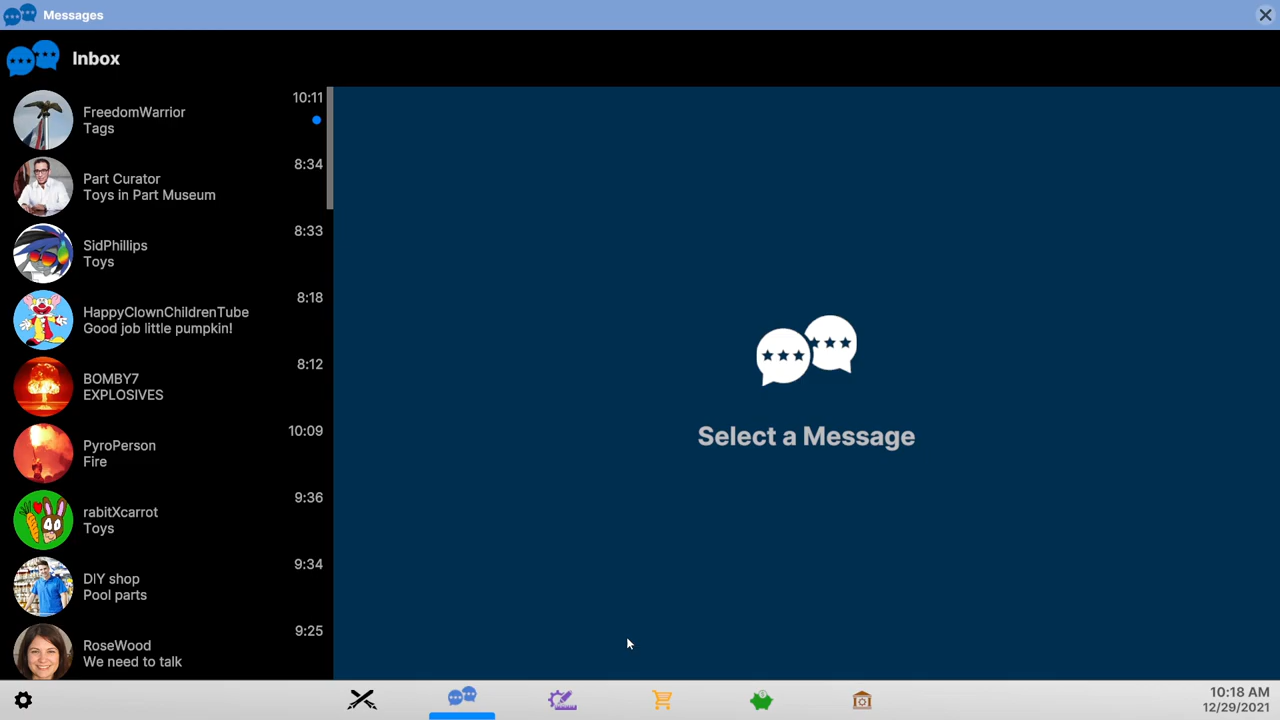 Messages
Inbox
FreedomWarrior
Tags
10:11
Part Curator
Toys in Part Museum
8:34
SidPhillips
Toys
8:33
HappyClownChildrenTube
Good job little pumpkin!
8:18
BOMBY7
EXPLOSIVES
8:12
PyroPerson
Fire
10:09
rabitXcarrot
Toys
9:36
DIY shop
Pool parts
9:34
RoseWood
We need to talk
9:25
Select a Message
10:18 AM
12/29/2021